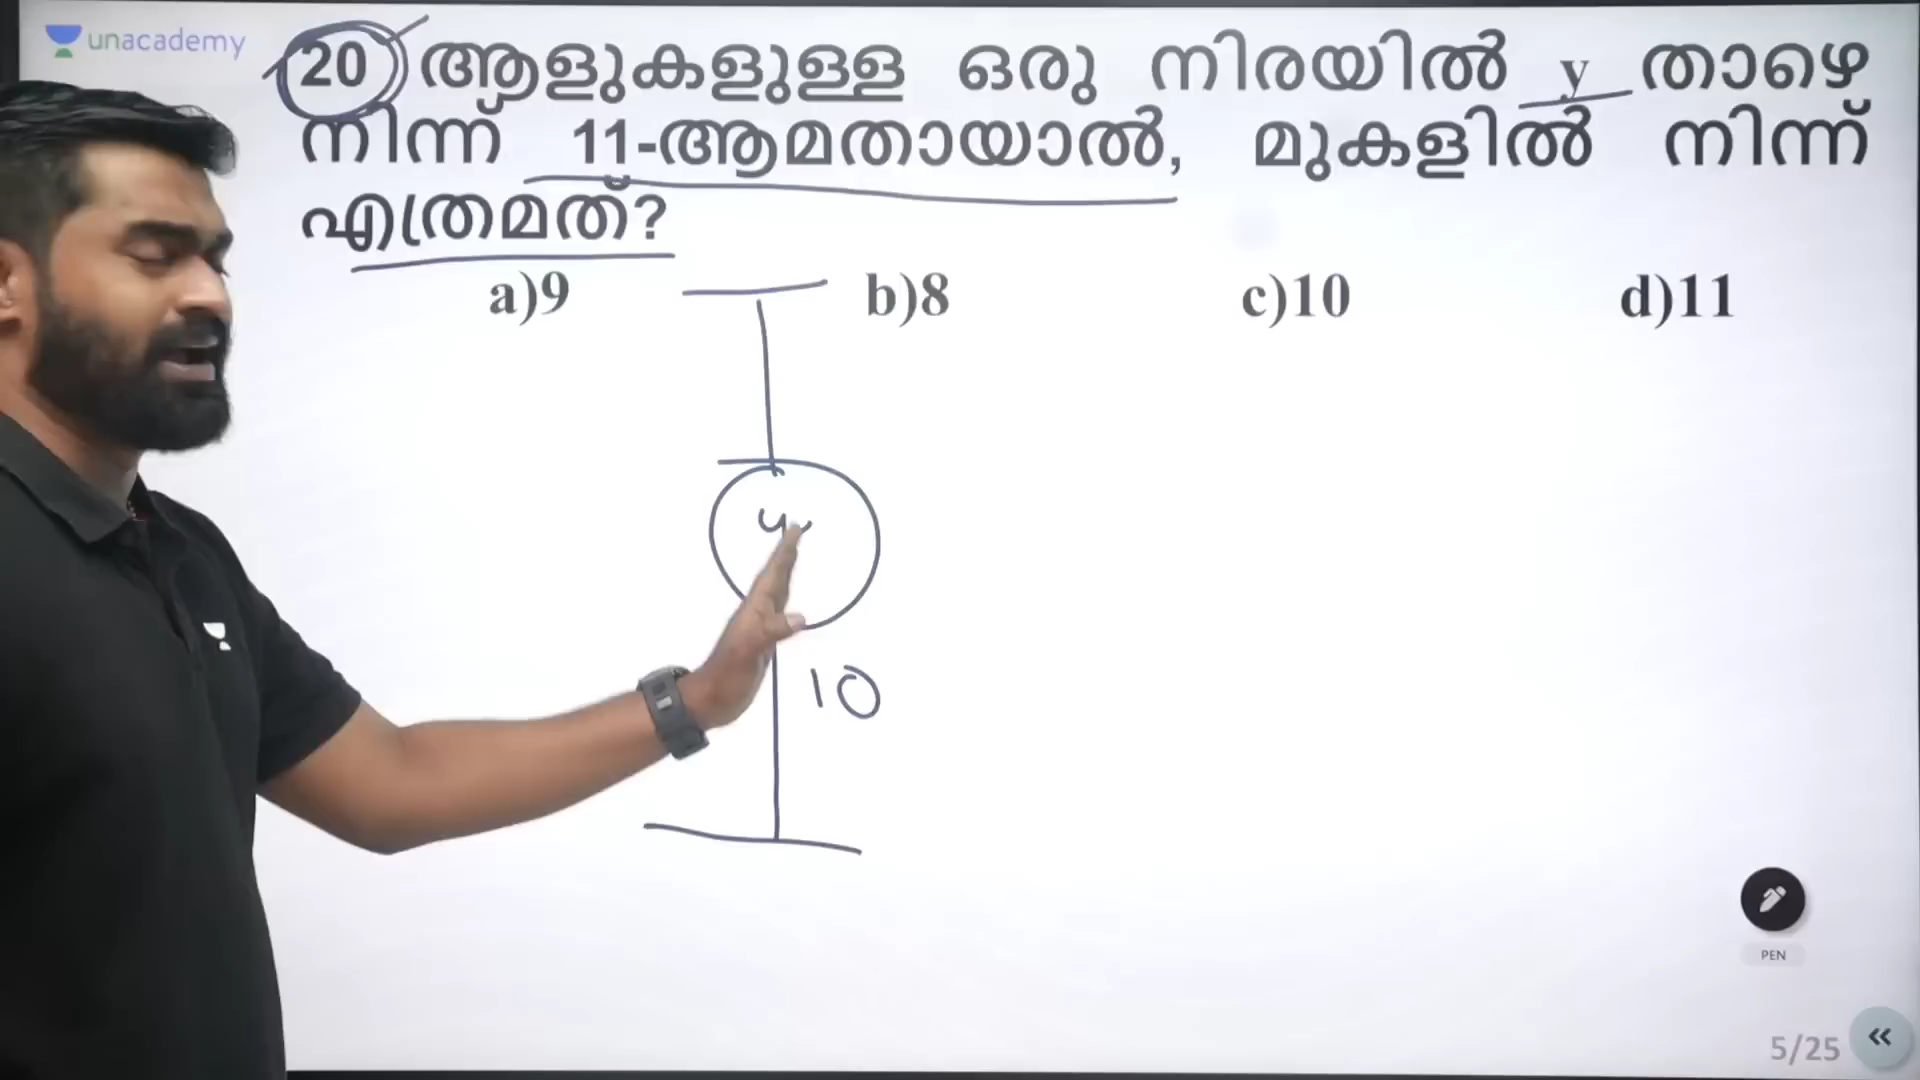 unacademy
20 ആളുകളുള്ള ഒരു നിരയിൽ y താഴെ
നിന്ന് 11-ആമതായാൽ, മുകളിൽ നിന്ന്
എത്രമത്?
a)9 b)8 c)10 d)11
y
10
PEN
5/25
«